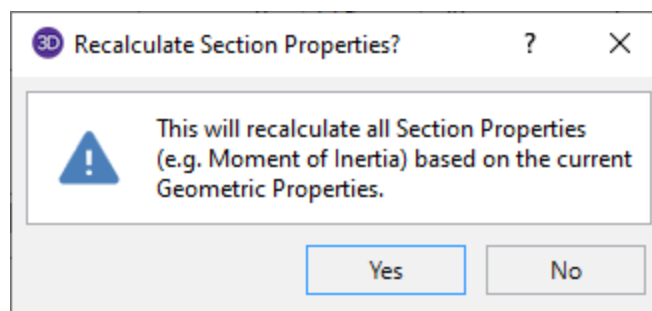 3D Recalculate Section Properties? ?
This will recalculate all Section Properties
(e.g. Moment of Inertia) based on the current
Geometric Properties.
Yes No